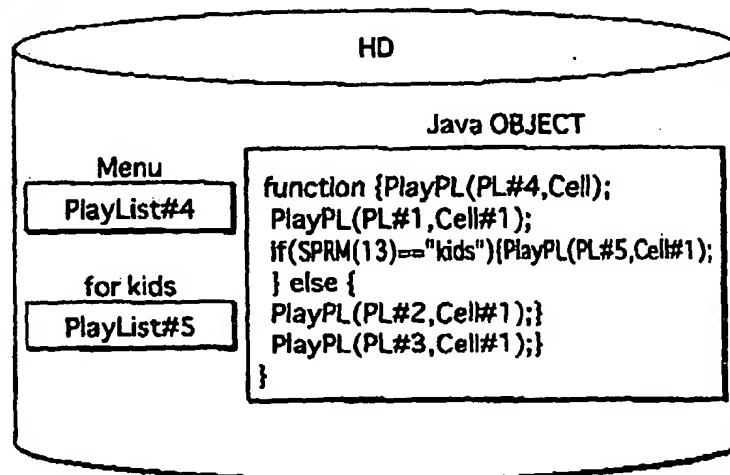 HD
Java OBJECT
Menu
PlayList#4
for kids
PlayList#5
function {PlayPL(PL#4,Cell);
PlayPL(PL#1,Cell#1);
if(SPRM(13)=="kids"){PlayPL(PL#5,Cell#1);
} else {
PlayPL(PL#2,Cell#1);}
PlayPL(PL#3,Cell#1);}
}